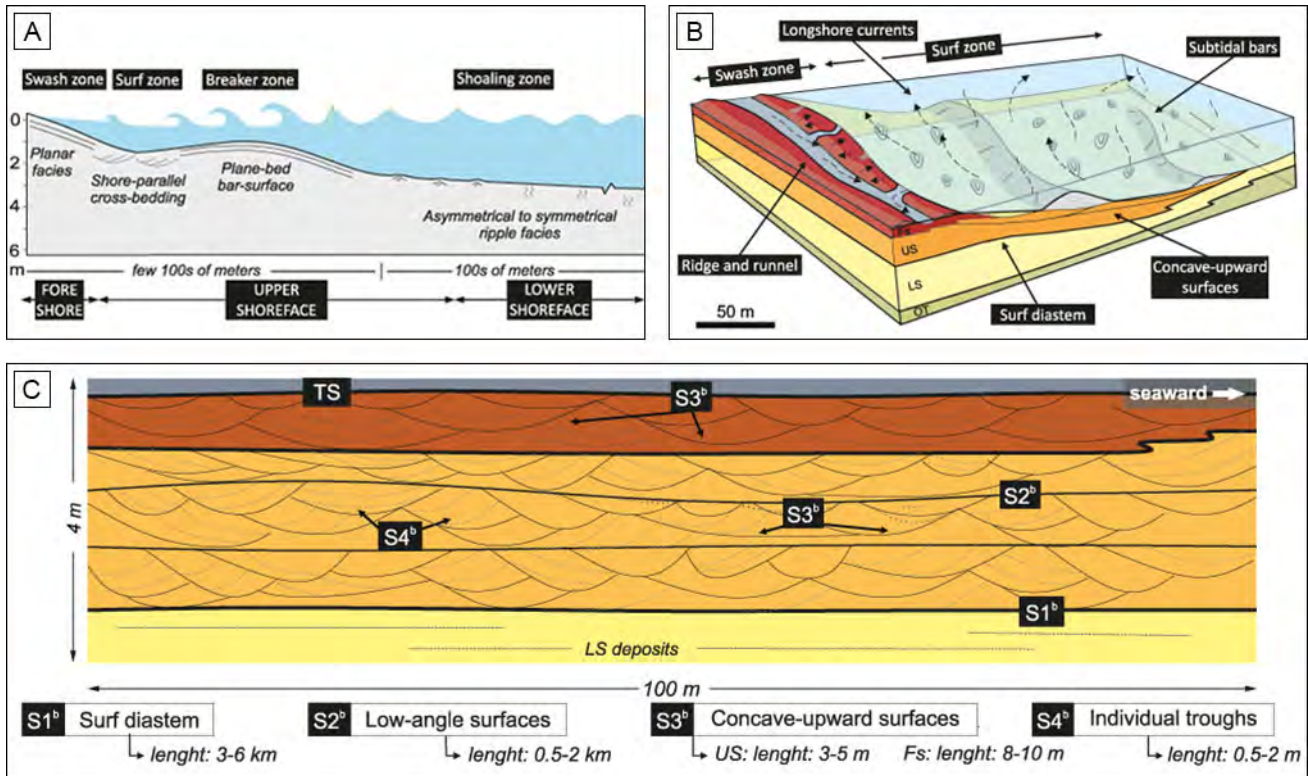 A
Swash zone
Surf zone
Breaker zone
Shoaling zone
0
2
4
6
m
Planar
facies
Shore-parallel
cross-bedding
Plane-bed
bar-surface
Asymmetrical to symmetrical
ripple facies
few 100s of meters
100s of meters
FORE
SHORE
UPPER
SHOREFACE
LOWER
SHOREFACE
B
Longshore currents
Swash zone
Surf zone
Subtidal bars
Ridge and runnel
Fs
US
LS
OT
Concave-upward
surfaces
Surf diastem
50 m
C
TS
S3ᵇ
seaward
4 m
S2ᵇ
S4ᵇ
S3ᵇ
S1ᵇ
LS deposits
100 m
S1ᵇ Surf diastem
lenght: 3-6 km
S2ᵇ Low-angle surfaces
lenght: 0.5-2 km
S3ᵇ Concave-upward surfaces
US: lenght: 3-5 m Fs: lenght: 8-10 m
S4ᵇ Individual troughs
lenght: 0.5-2 m